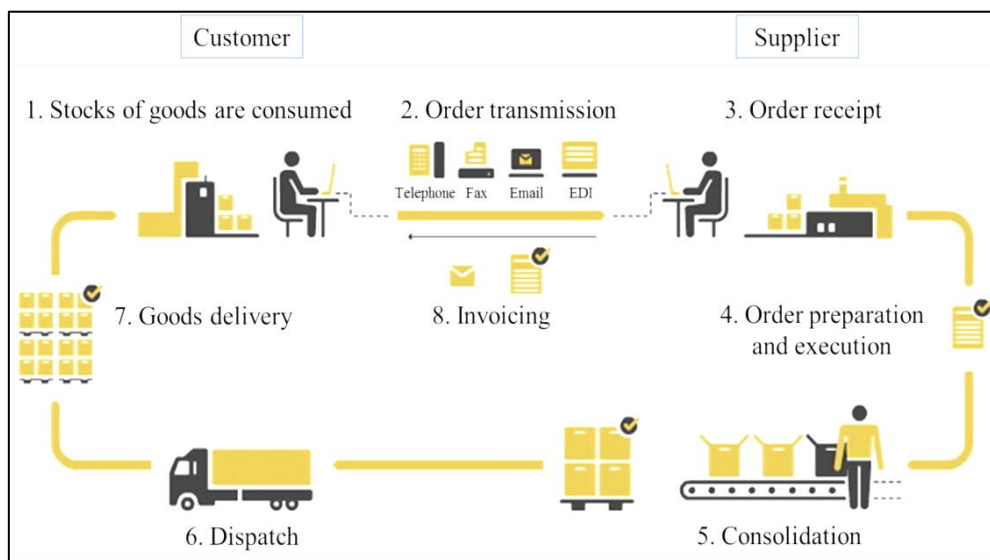 Customer
Supplier
1. Stocks of goods are consumed
2. Order transmission
3. Order receipt
Telephone
Fax
Email
EDI
7. Goods delivery
8. Invoicing
4. Order preparation
and execution
6. Dispatch
5. Consolidation